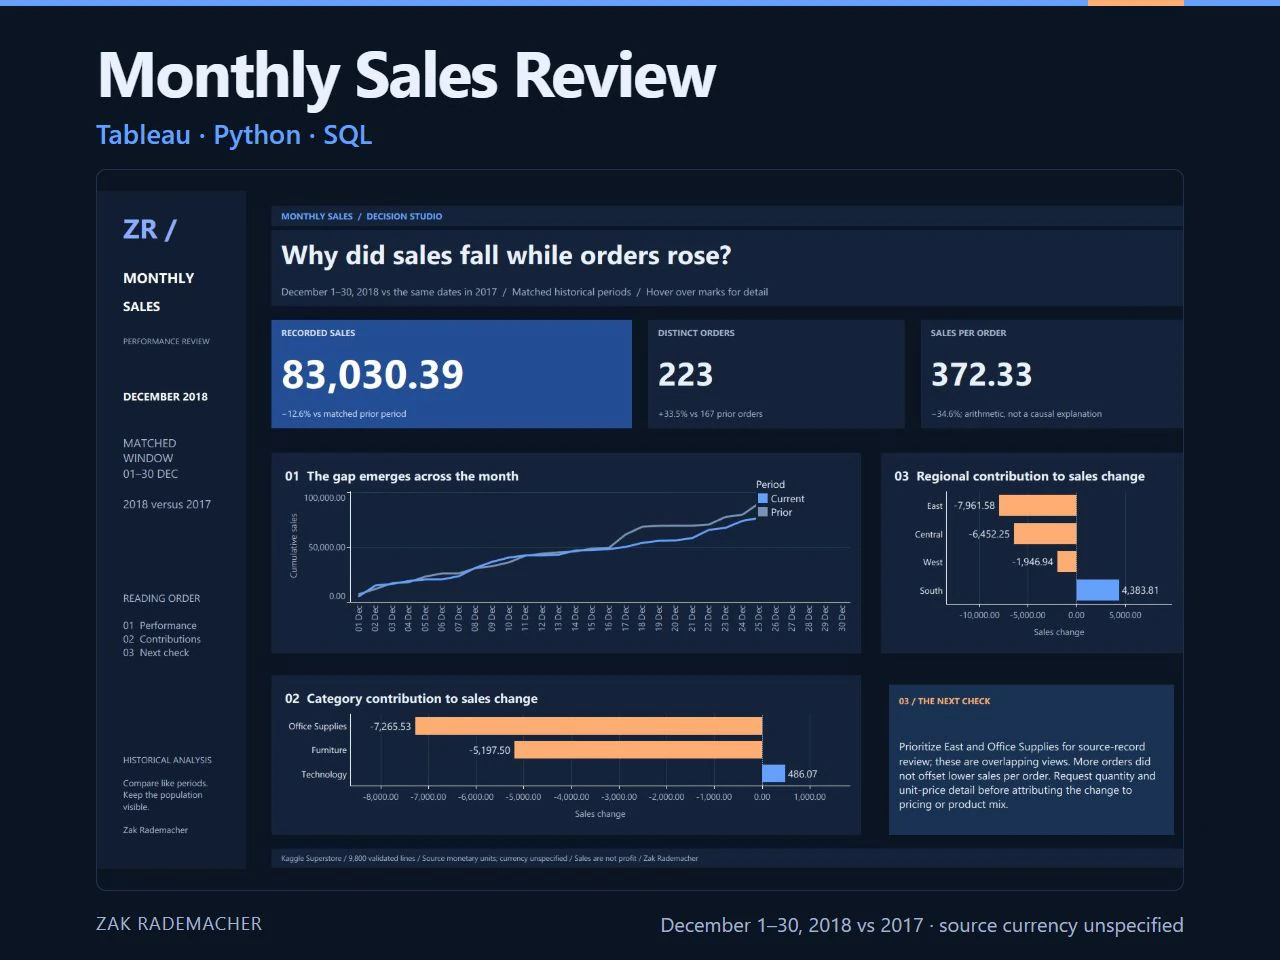 Monthly Sales Review
Tableau · Python · SQL
ZR /
MONTHLY
SALES
PERFORMANCE REVIEW
DECEMBER 2018
MATCHED
WINDOW
01–30 DEC
2018 versus 2017
READING ORDER
01 Performance
02 Contributions
03 Next check
HISTORICAL ANALYSIS
Compare like periods.
Keep the population
visible.
Zak Rademacher
MONTHLY SALES / DECISION STUDIO
Why did sales fall while orders rose?
December 1–30, 2018 vs the same dates in 2017 / Matched historical periods / Hover over marks for detail
RECORDED SALES
83,030.39
−12.6% vs matched prior period
DISTINCT ORDERS
223
+33.5% vs 167 prior orders
SALES PER ORDER
372.33
−34.6%; arithmetic, not a causal explanation
01 The gap emerges across the month
Period
Current
Prior
Cumulative sales
100,000.00
50,000.00
0.00
01 Dec
02 Dec
03 Dec
04 Dec
05 Dec
06 Dec
07 Dec
08 Dec
09 Dec
10 Dec
11 Dec
12 Dec
13 Dec
14 Dec
15 Dec
16 Dec
17 Dec
18 Dec
19 Dec
20 Dec
21 Dec
22 Dec
23 Dec
24 Dec
25 Dec
26 Dec
27 Dec
28 Dec
29 Dec
30 Dec
03 Regional contribution to sales change
East -7,961.58
Central -6,452.25
West -1,946.94
South 4,383.81
-10,000.00 -5,000.00 0.00 5,000.00
Sales change
02 Category contribution to sales change
Office Supplies -7,265.53
Furniture -5,197.50
Technology 486.07
-8,000.00 -7,000.00 -6,000.00 -5,000.00 -4,000.00 -3,000.00 -2,000.00 -1,000.00 0.00 1,000.00
Sales change
03 / THE NEXT CHECK
Prioritize East and Office Supplies for source-record
review; these are overlapping views. More orders did
not offset lower sales per order. Request quantity and
unit-price detail before attributing the change to
pricing or product mix.
Kaggle Superstore / 9,800 validated lines / Source monetary units; currency unspecified / Sales are not profit / Zak Rademacher
ZAK RADEMACHER
December 1–30, 2018 vs 2017 · source currency unspecified